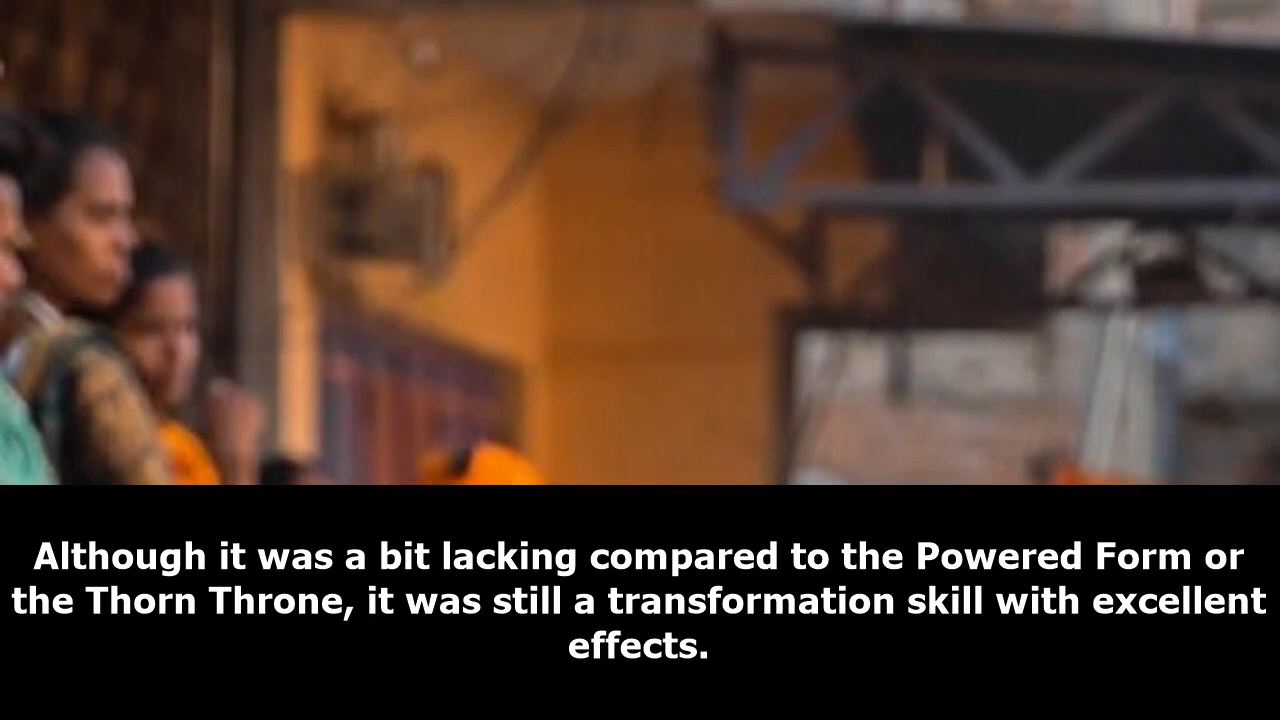 Although it was a bit lacking compared to the Powered Form or
the Thorn Throne, it was still a transformation skill with excellent
effects.